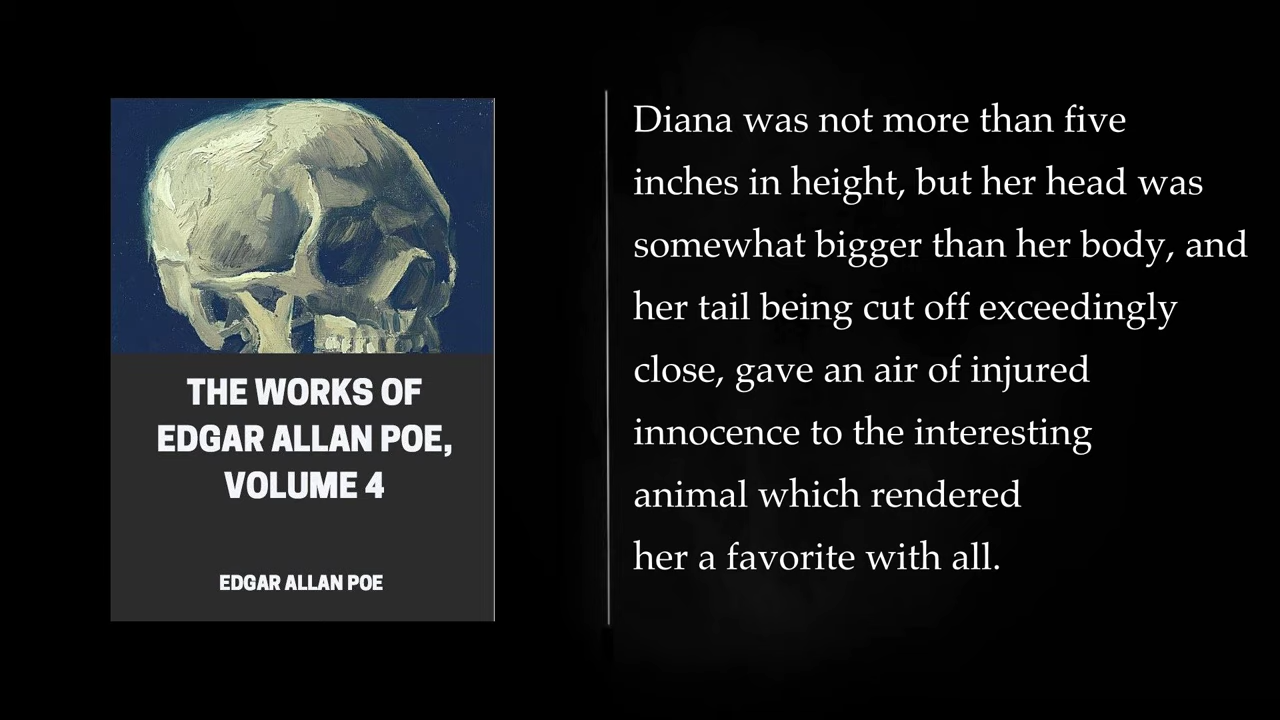 THE WORKS OF
EDGAR ALLAN POE,
VOLUME 4
EDGAR ALLAN POE
Diana was not more than five
inches in height, but her head was
somewhat bigger than her body, and
her tail being cut off exceedingly
close, gave an air of injured
innocence to the interesting
animal which rendered
her a favorite with all.